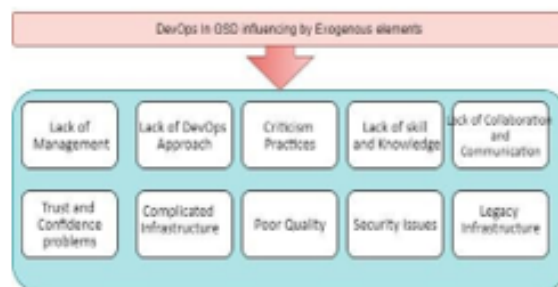 DevOps In GSD influencing by Exogenous elements
Lack of
Management
Lack of DevOps
Approach
Criticism
Practices
Lack of skill
and Knowledge
Lack of Collaboration
and
Communication
Trust and
Confidence
problems
Complicated
Infrastructure
Poor Quality
Security Issues
Legacy
Infrastructure